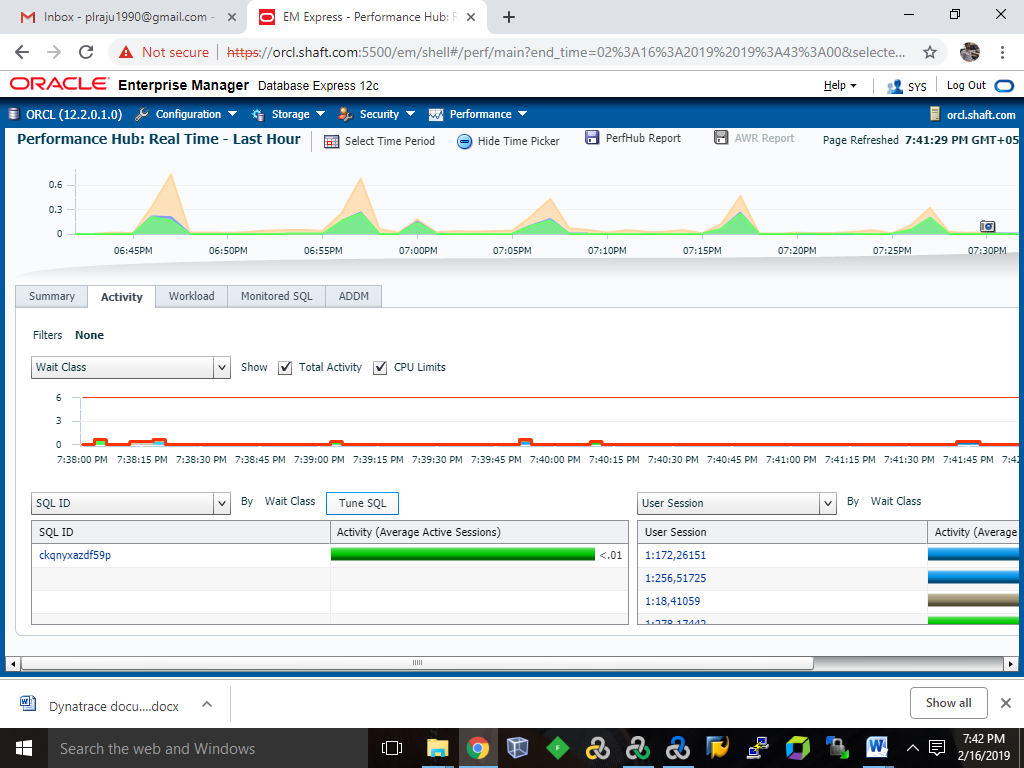 Inbox - plraju1990@gmail.com -
EM Express - Performance Hub: R
Not secure
https://orcl.shaft.com:5500/em/shell#/perf/main?end_time=02%3A16%3A2019%2019%3A43%3A00&selecte...
ORACLE Enterprise Manager Database Express 12c
Help SYS Log Out
ORCL (12.2.0.1.0) Configuration Storage Security Performance orcl.shaft.com
Performance Hub: Real Time - Last Hour Select Time Period Hide Time Picker PerfHub Report AWR Report Page Refreshed 7:41:29 PM GMT+05
0.6
0.3
0
06:45PM 06:50PM 06:55PM 07:00PM 07:05PM 07:10PM 07:15PM 07:20PM 07:25PM 07:30PM
Summary Activity Workload Monitored SQL ADDM
Filters None
Wait Class Show Total Activity CPU Limits
6
3
0
7:38:00 PM 7:38:15 PM 7:38:30 PM 7:38:45 PM 7:39:00 PM 7:39:15 PM 7:39:30 PM 7:39:45 PM 7:40:00 PM 7:40:15 PM 7:40:30 PM 7:40:45 PM 7:41:00 PM 7:41:15 PM 7:41:30 PM 7:41:45 PM 7:42
SQL ID By Wait Class Tune SQL
SQL ID Activity (Average Active Sessions)
ckqnyxazdf59p <.01
User Session By Wait Class
User Session Activity (Average
1:172,26151
1:256,51725
1:18,41059
1:278,17442
Dynatrace docu....docx
Show all
Search the web and Windows
7:42 PM
2/16/2019